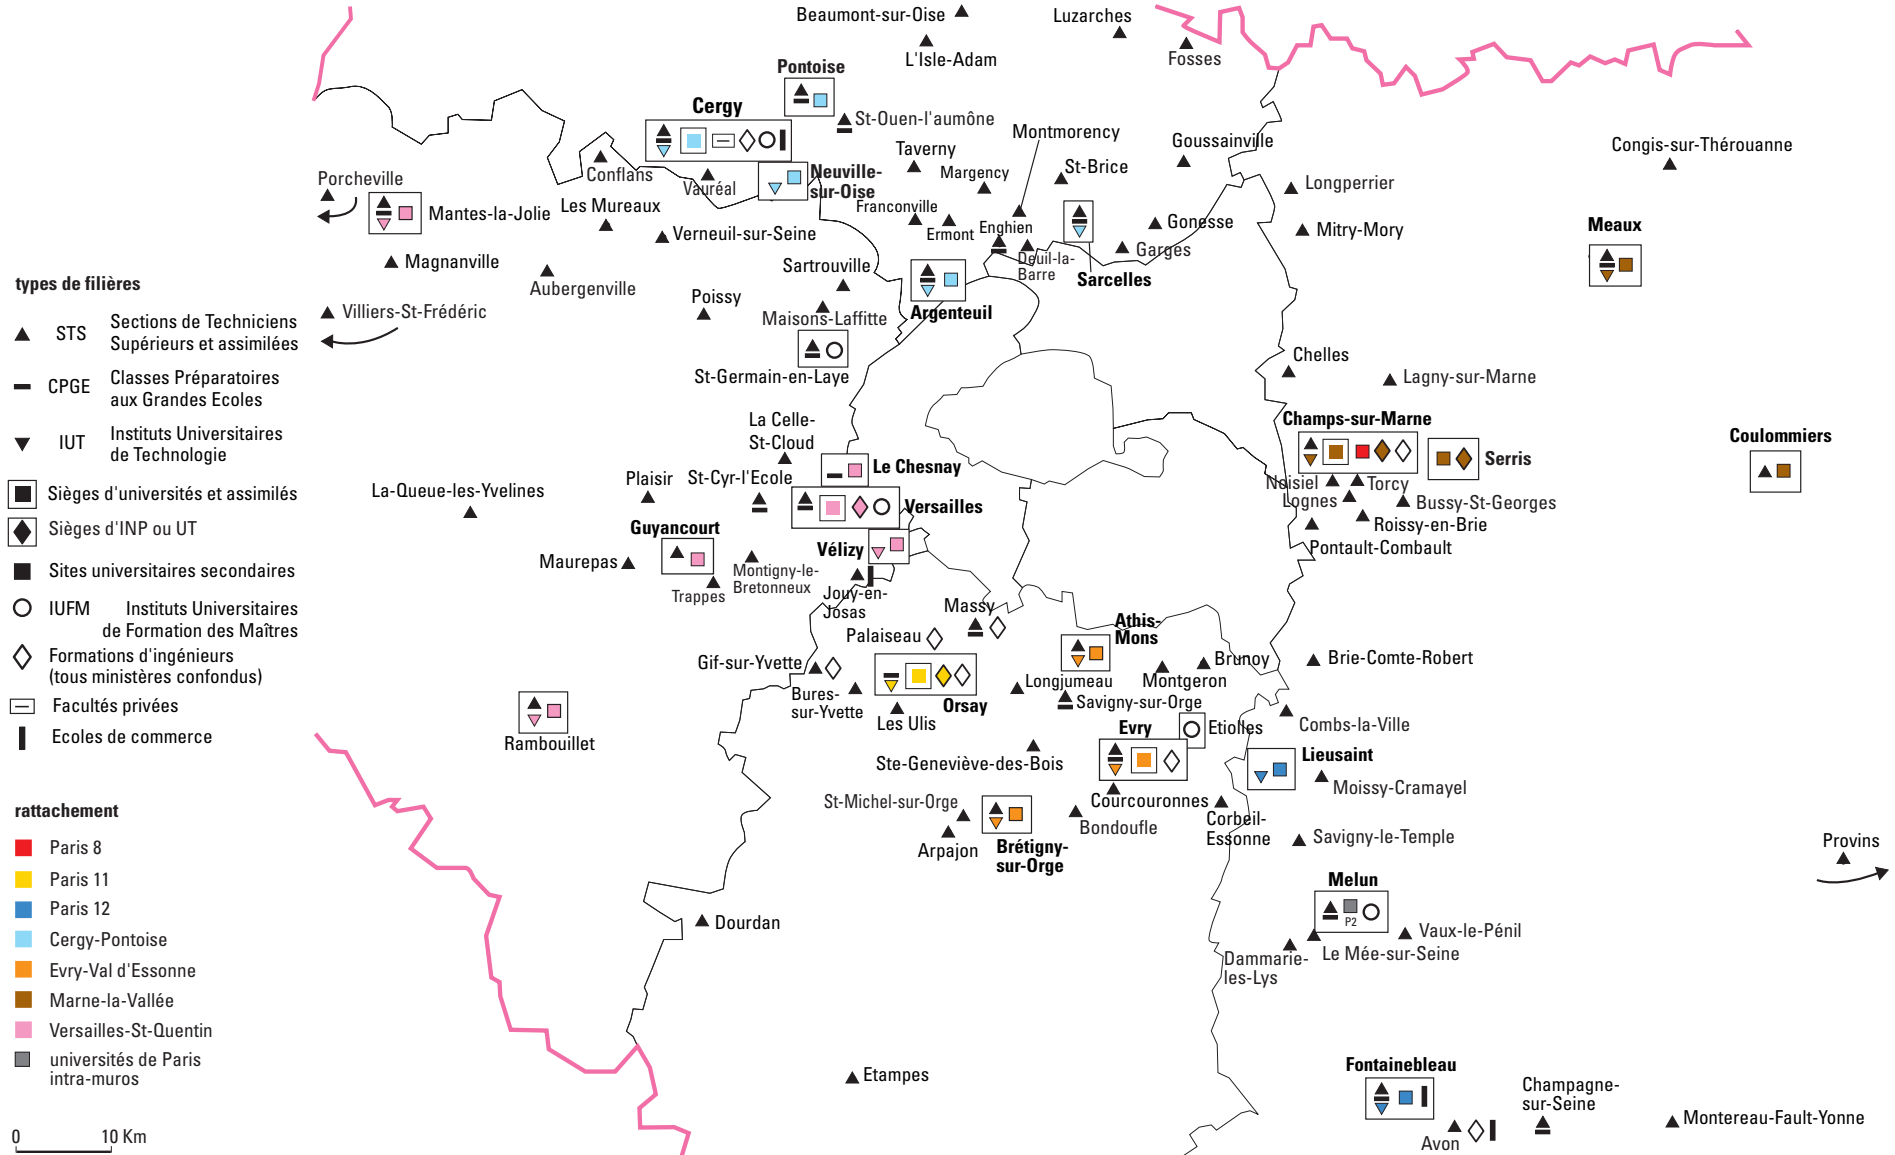 Beaumont-sur-Oise
Luzarches
L'Isle-Adam
Fosses
Pontoise
Cergy
St-Ouen-l'aumône
Montmorency
Goussainville
Congis-sur-Thérouanne
Taverny
St-Brice
Conflans
Vauréal
Neuville-
sur-Oise
Margency
Longperrier
Porcheville
Mantes-la-Jolie
Les Mureaux
Franconville
Ermont
Enghien
Gonesse
Mitry-Mory
Meaux
Verneuil-sur-Seine
Deuil-la-
Barre
Garges
Magnanville
Sartrouville
Sarcelles
Aubergenville
Poissy
Villiers-St-Frédéric
Maisons-Laffitte
Argenteuil
St-Germain-en-Laye
Chelles
Lagny-sur-Marne
types de filières
STS
Sections de Techniciens
Supérieurs et assimilées
CPGE
Classes Préparatoires
aux Grandes Ecoles
IUT
Instituts Universitaires
de Technologie
Sièges d'universités et assimilés
Sièges d'INP ou UT
Sites universitaires secondaires
IUFM
Instituts Universitaires
de Formation des Maîtres
Formations d'ingénieurs
(tous ministères confondus)
Facultés privées
Ecoles de commerce
La Celle-
St-Cloud
Champs-sur-Marne
Coulommiers
Le Chesnay
Serris
Plaisir
St-Cyr-l'Ecole
La-Queue-les-Yvelines
Noisiel
Torcy
Lognes
Bussy-St-Georges
Versailles
Guyancourt
Roissy-en-Brie
Vélizy
Pontault-Combault
Maurepas
Trappes
Montigny-le-
Bretonneux
Jouy-en-
Josas
Massy
Athis-
Mons
Palaiseau
Gif-sur-Yvette
Brunoy
Brie-Comte-Robert
Montgeron
Longjumeau
Bures-
sur-Yvette
Orsay
Savigny-sur-Orge
Les Ulis
Evry
Etiolles
Combs-la-Ville
Rambouillet
Ste-Geneviève-des-Bois
Lieusaint
Moissy-Cramayel
St-Michel-sur-Orge
Courcouronnes
Bondoufle
Corbeil-
Essonne
Arpajon
Brétigny-
sur-Orge
Savigny-le-Temple
Provins
rattachement
Paris 8
Paris 11
Paris 12
Cergy-Pontoise
Evry-Val d'Essonne
Marne-la-Vallée
Versailles-St-Quentin
universités de Paris
intra-muros
Melun
P2
Dourdan
Vaux-le-Pénil
Dammarie-
les-Lys
Le Mée-sur-Seine
Etampes
Fontainebleau
Champagne-
sur-Seine
Montereau-Fault-Yonne
Avon
0
10 Km